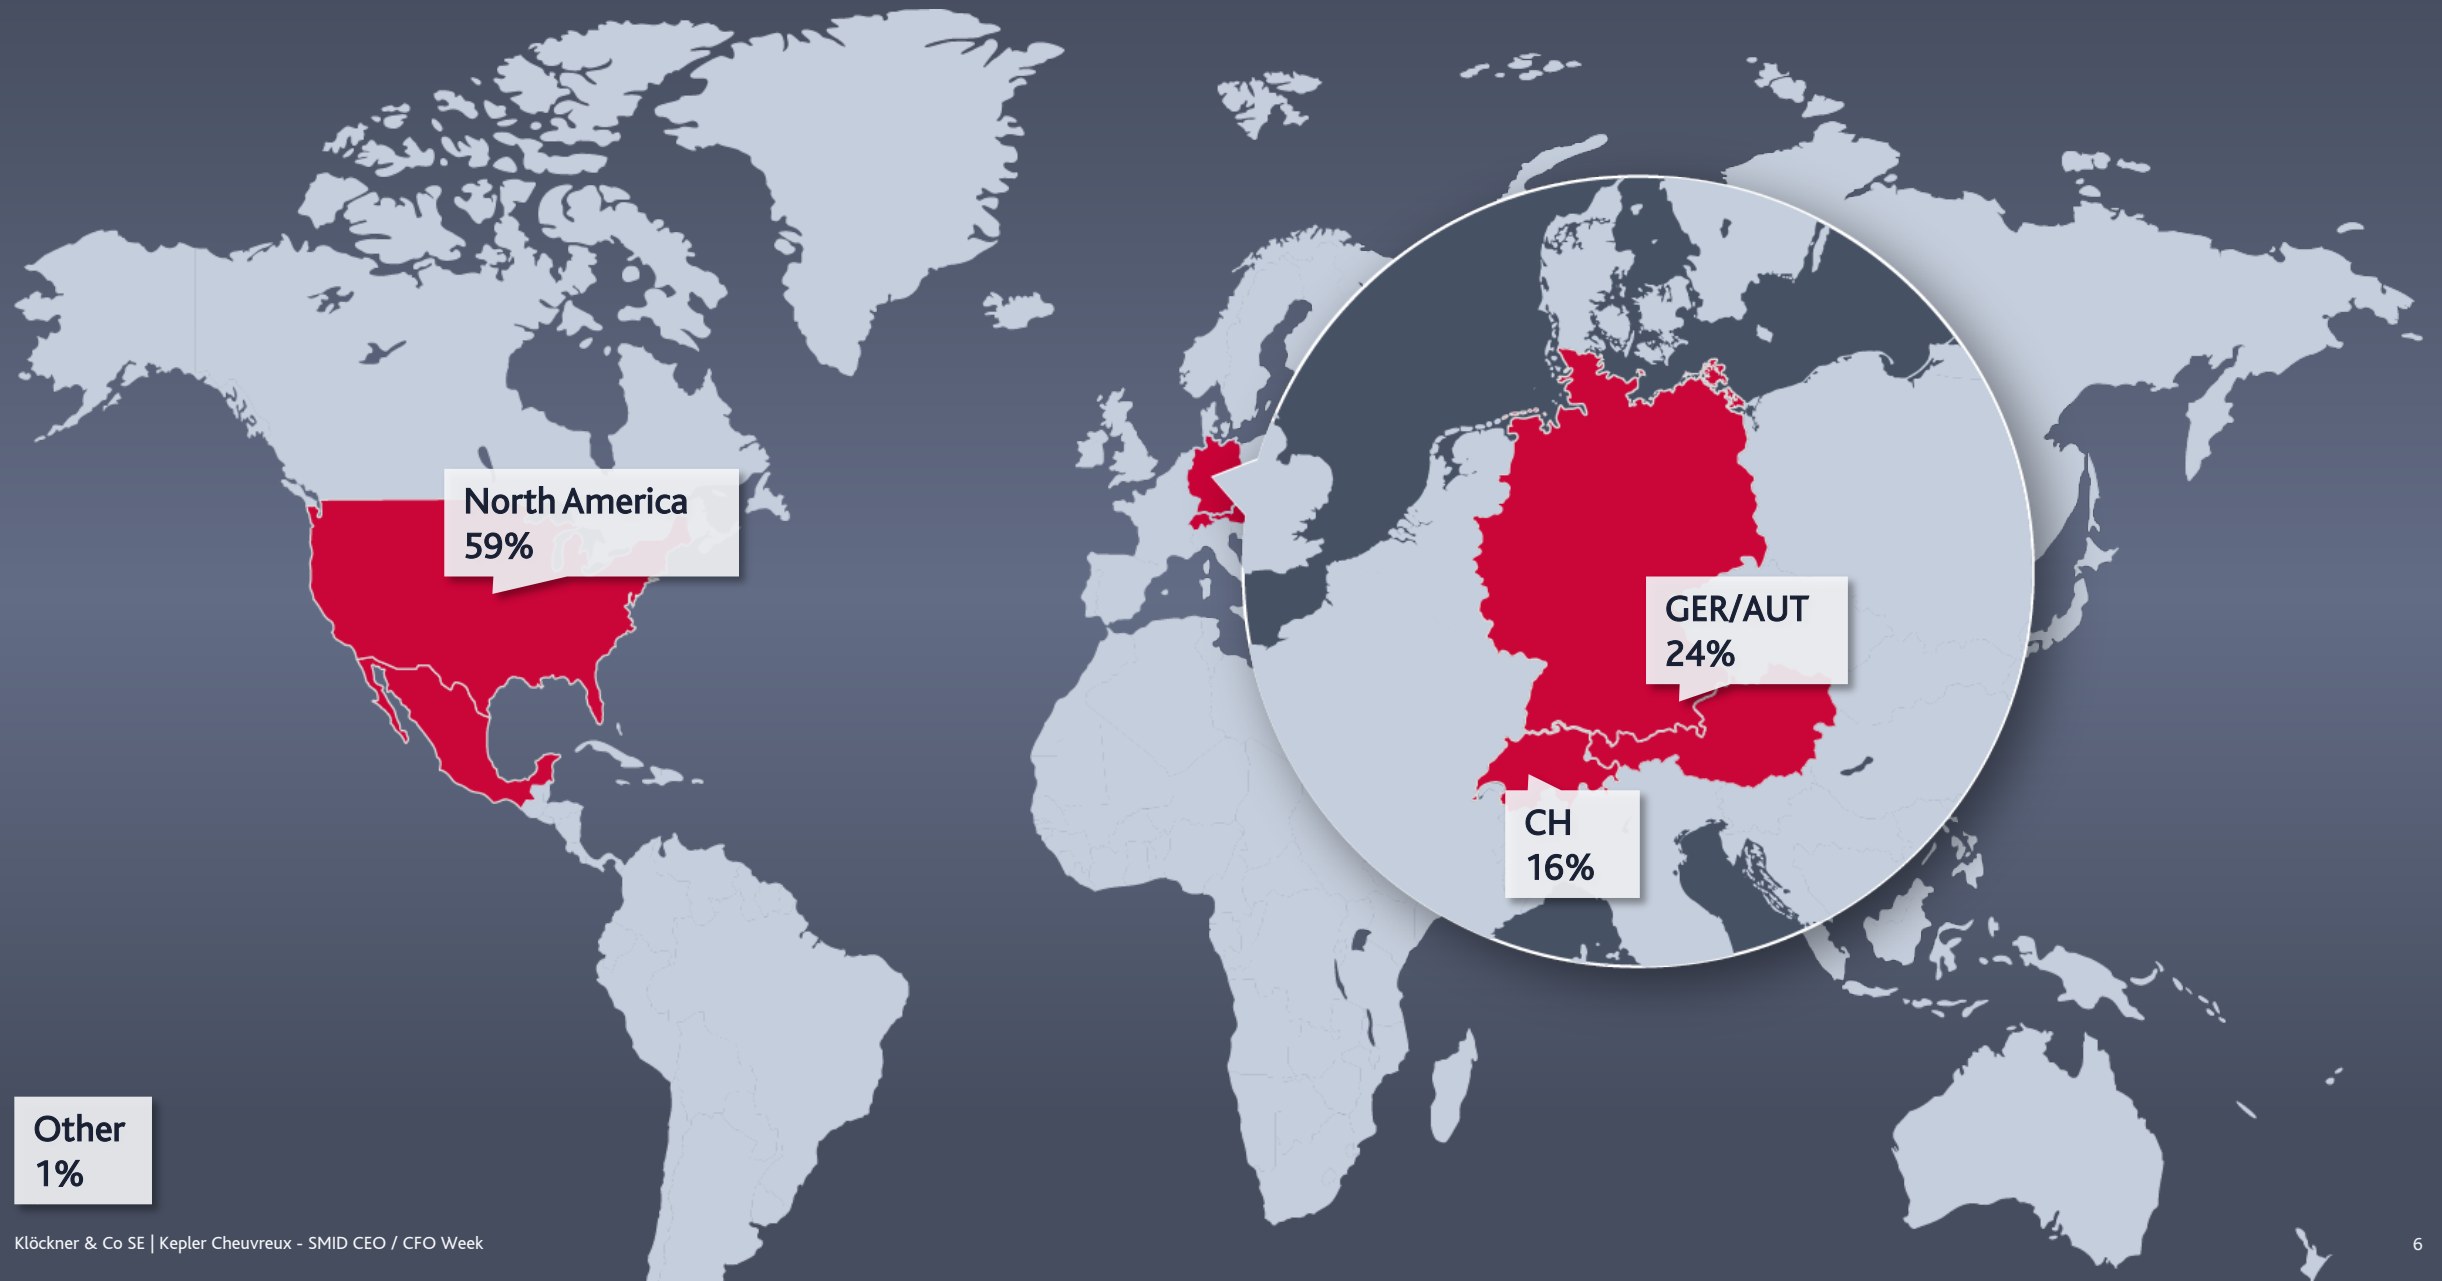 North America
59%
GER/AUT
24%
CH
16%
Other
1%
Klöckner & Co SE | Kepler Cheuvreux - SMID CEO / CFO Week
6